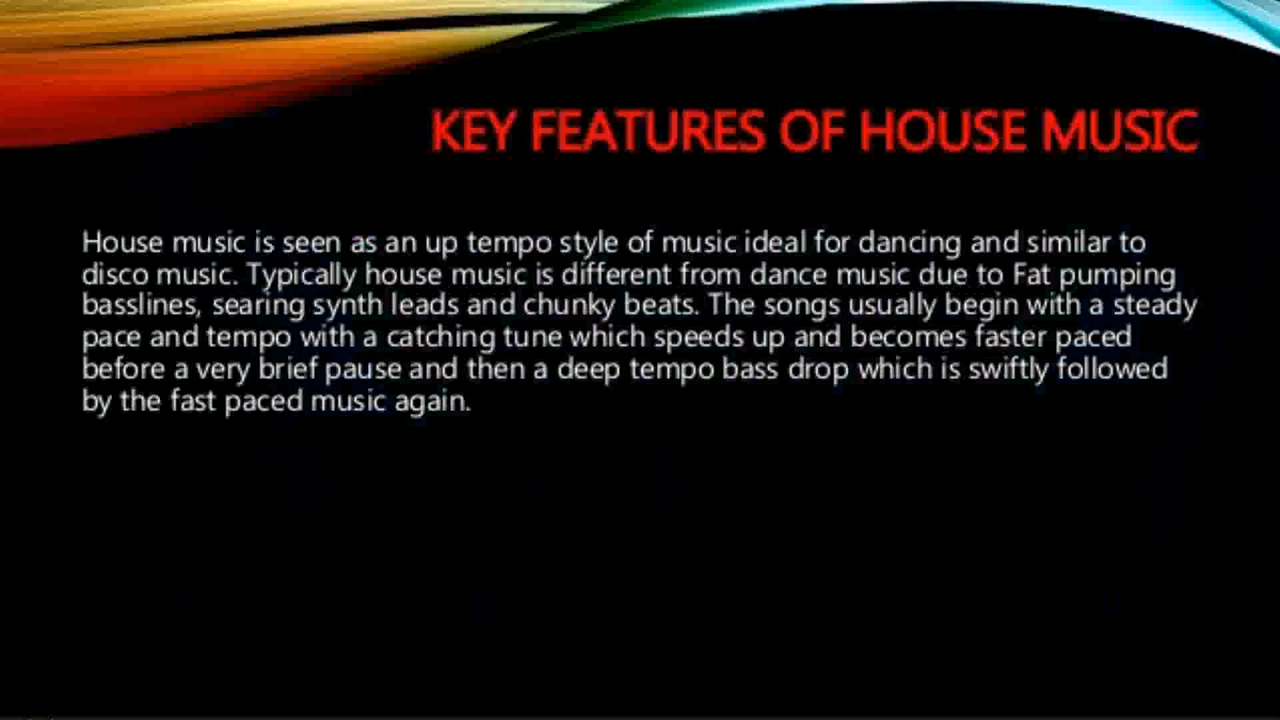 KEY FEATURES OF HOUSE MUSIC
House music is seen as an up tempo style of music ideal for dancing and similar to
disco music. Typically house music is different from dance music due to Fat pumping
basslines, searing synth leads and chunky beats. The songs usually begin with a steady
pace and tempo with a catching tune which speeds up and becomes faster paced
before a very brief pause and then a deep tempo bass drop which is swiftly followed
by the fast paced music again.